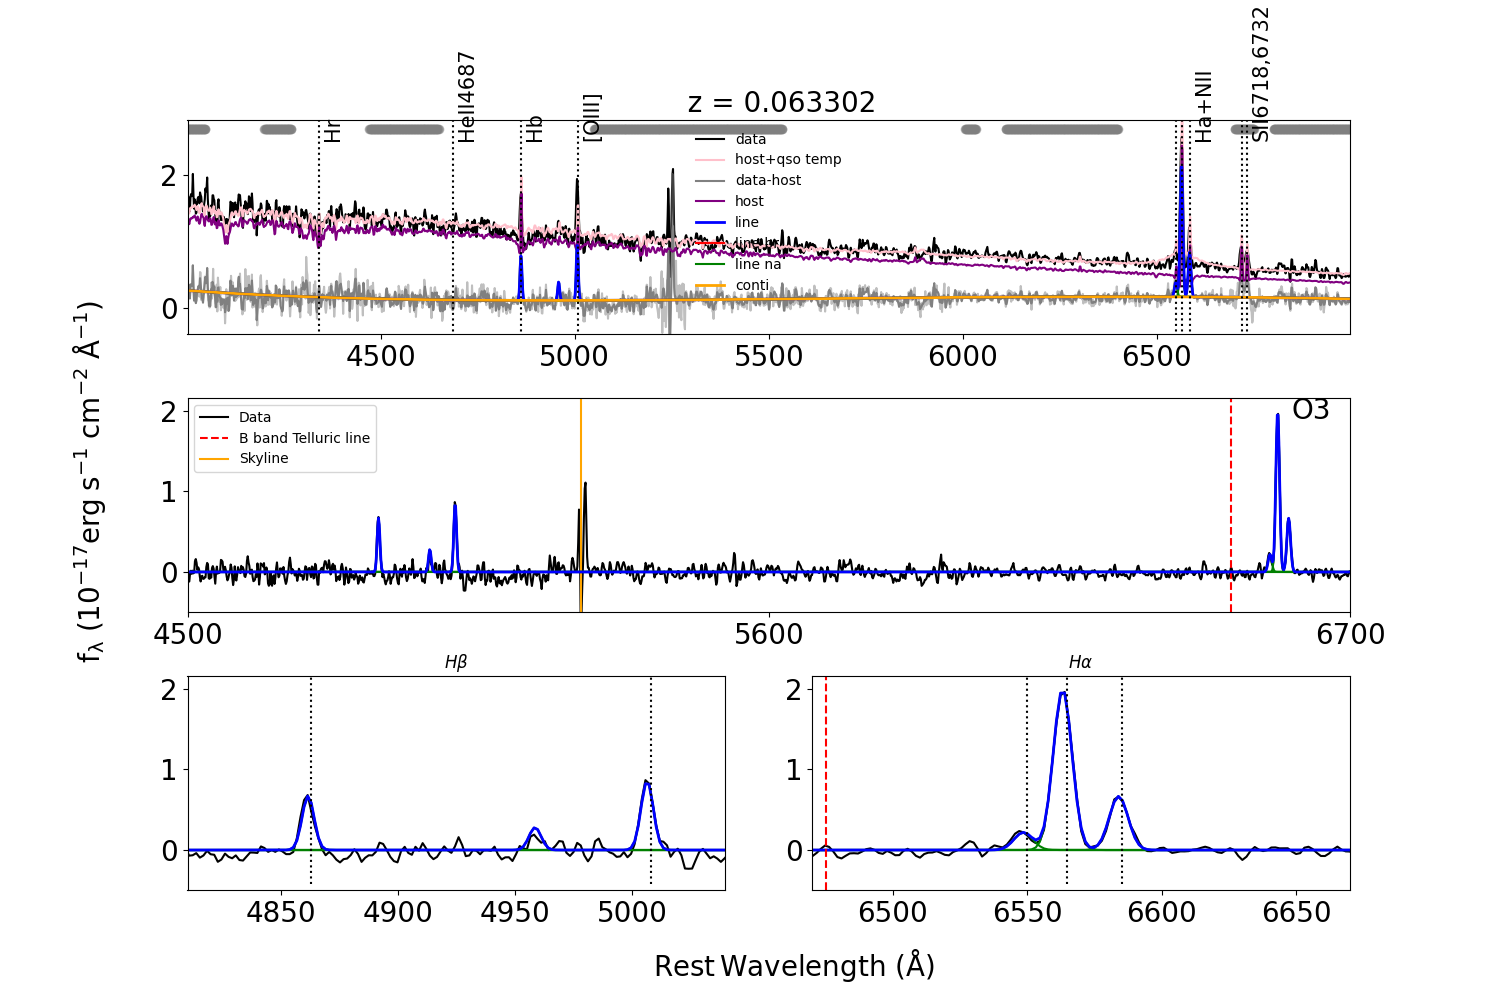 z = 0.063302
Hr
HeII4687
Hb
[OIII]
Ha+NII
SII6718,6732
data
host+qso temp
data-host
host
line
line na
conti
2
0
4500 5000 5500 6000 6500
fλ (10−17erg s−1 cm−2 Å−1)
Data
B band Telluric line
Skyline
O3
2
1
0
4500 5600 6700
Hβ
2
1
0
4850 4900 4950 5000
Hα
2
1
0
6500 6550 6600 6650
Rest Wavelength (Å)